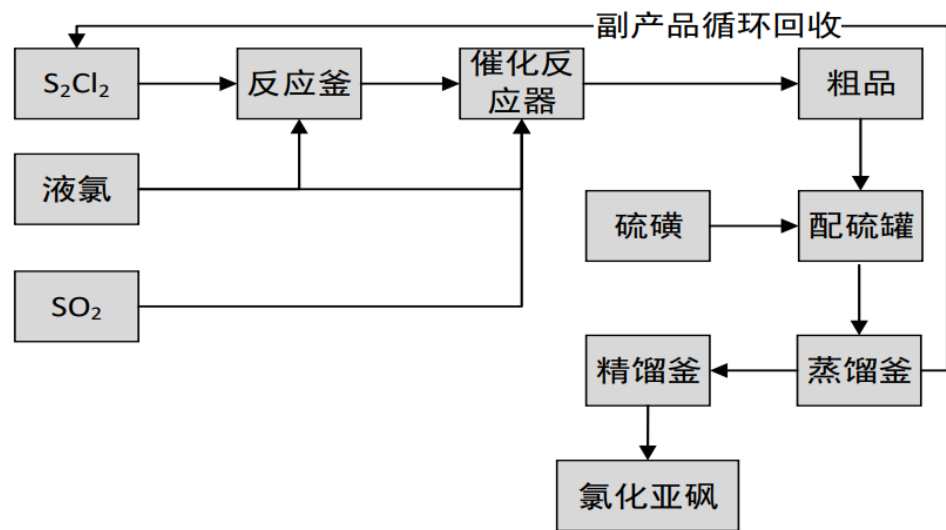 副产品循环回收
S₂Cl₂
反应釜
催化反
应器
粗品
液氯
硫磺
配硫罐
SO₂
精馏釜
蒸馏釜
氯化亚砜